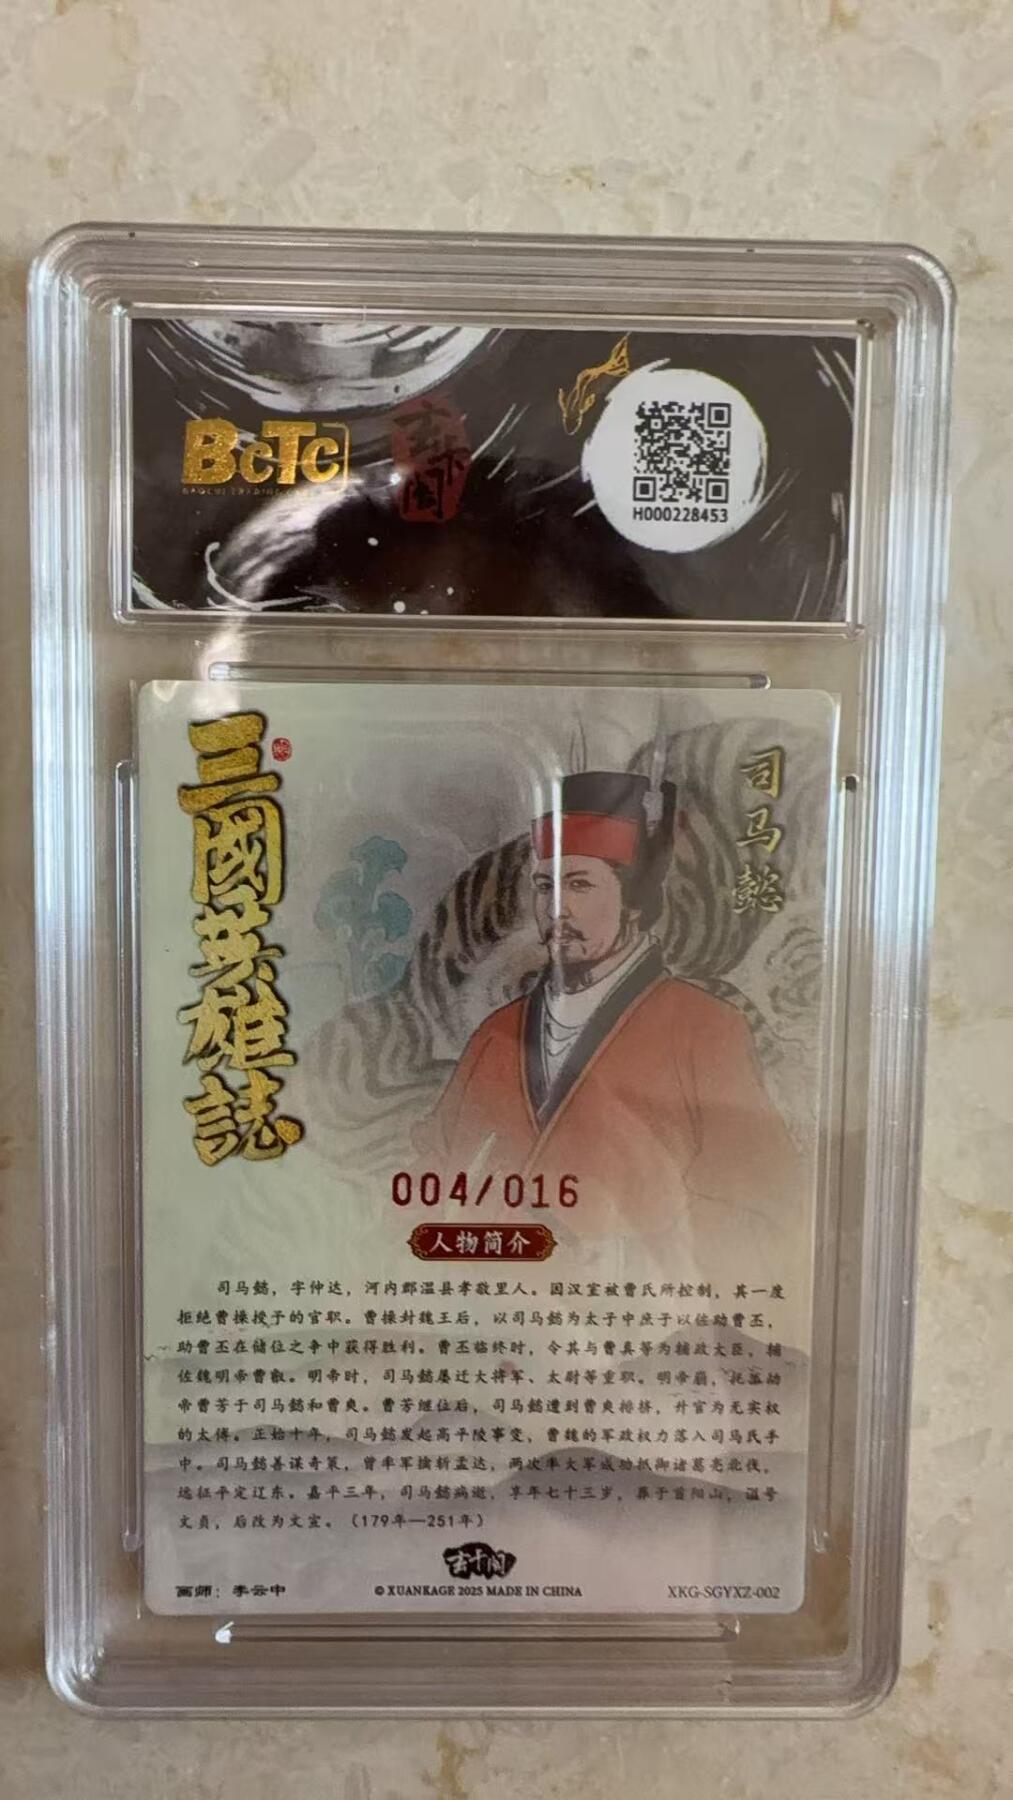 BcTc
玄卡阁
H000228453
三國英雄誌
司马懿
004/016
人物简介
司马懿，字仲达，河内郡温县孝敬里人。因汉室被曹氏所控制，其一度
拒绝曹操授予的官职。曹操封魏王后，以司马懿为太子中庶子以佐助曹丕，
助曹丕在储位之争中获得胜利。曹丕临终时，令其与曹真等为辅政大臣，辅
佐魏明帝曹叡。明帝时，司马懿屡迁大将军、太尉等重职。明帝崩，托孤幼
帝曹芳于司马懿和曹爽。曹芳继位后，司马懿遭到曹爽排挤，升官为无实权
的太傅。正始十年，司马懿发起高平陵事变，曹魏的军政权力落入司马氏手
中。司马懿善谋奇策，曾率军擒斩孟达，两次率大军成功抵御诸葛亮北伐，
远征平定辽东。嘉平三年，司马懿病逝，享年七十三岁，葬于首阳山，谥号
文贞，后改为文宣。（179年—251年）
玄卡阁
画师：李云中
© XUANKAGE 2025 MADE IN CHINA
XKG-SGYXZ-002